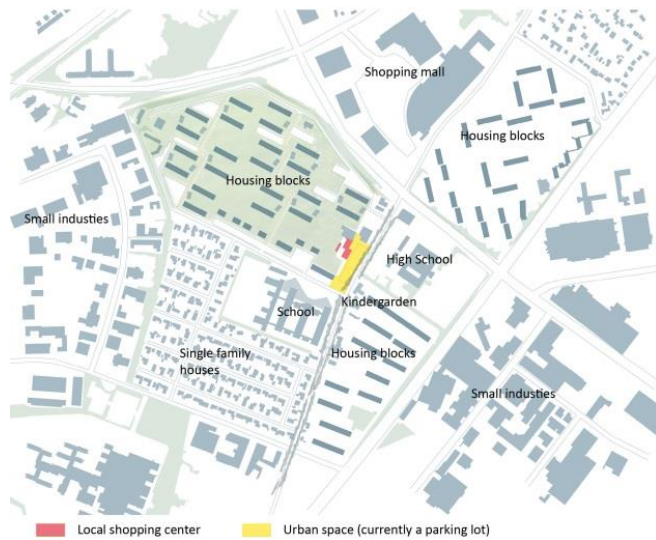 Shopping mall
Housing blocks
Housing blocks
Small industies
High School
Kindergarden
School
Single family
houses
Housing blocks
Small industies
Local shopping center
Urban space (currently a parking lot)